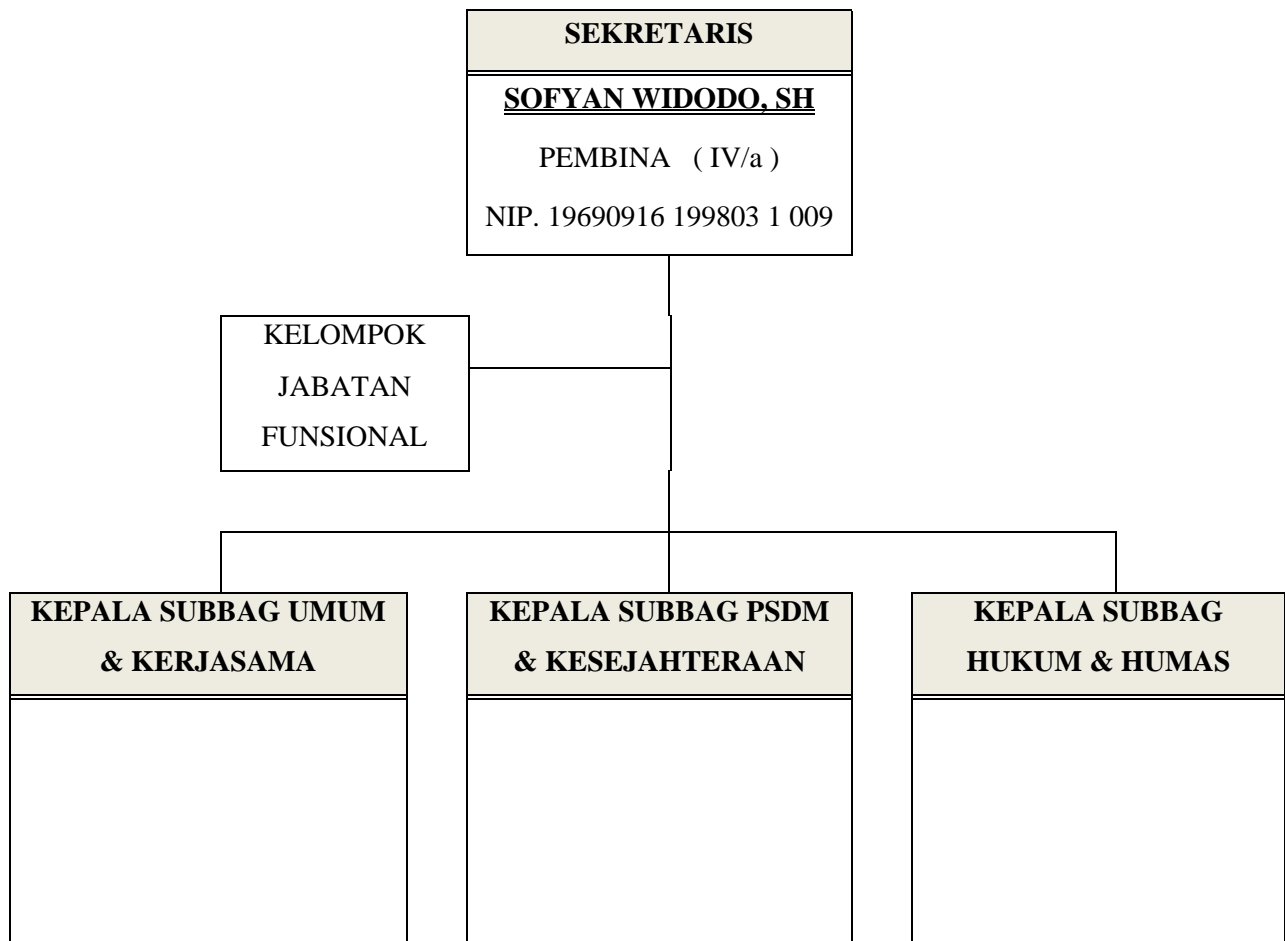 SEKRETARIS
SOFYAN WIDODO, SH
PEMBINA ( IV/a )
NIP. 19690916 199803 1 009
KELOMPOK
JABATAN
FUNSIONAL
KEPALA SUBBAG UMUM
& KERJASAMA
KEPALA SUBBAG PSDM
& KESEJAHTERAAN
KEPALA SUBBAG
HUKUM & HUMAS